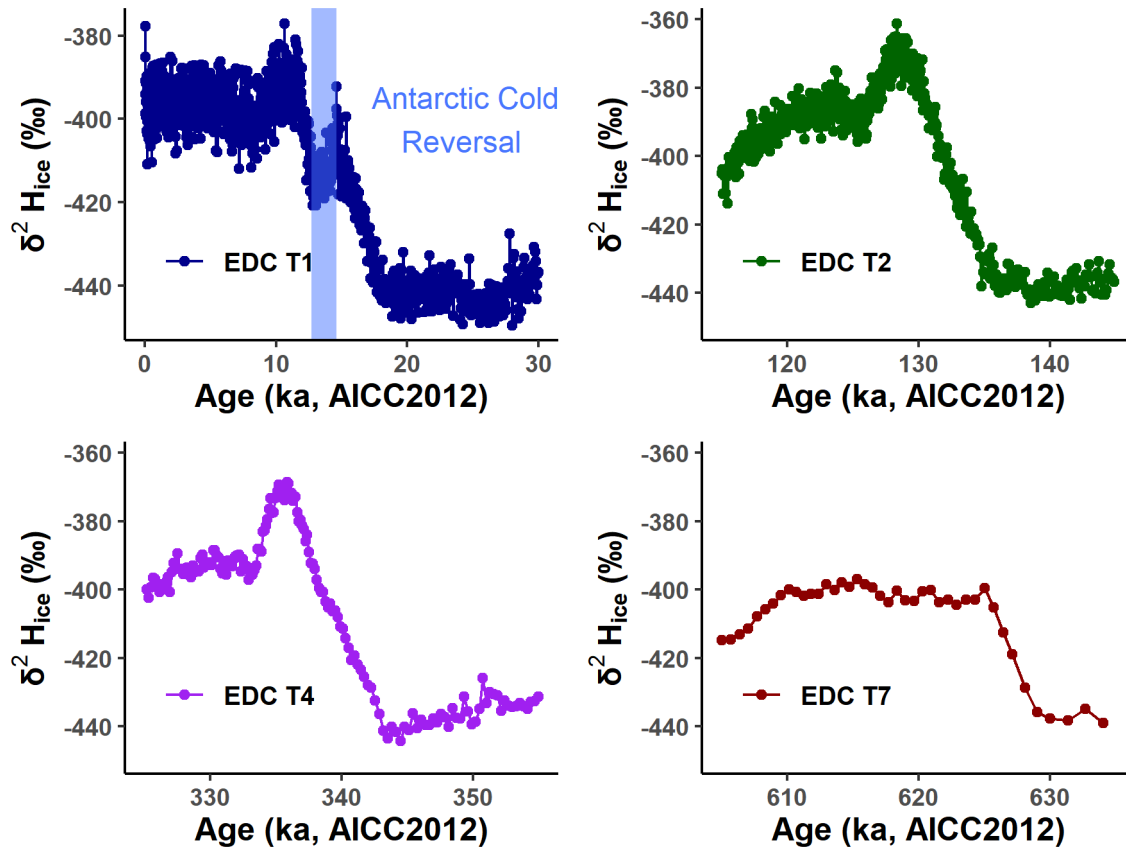 -380
-400
-420
-440
δ² Hice (‰)
Antarctic Cold
Reversal
EDC T1
0 10 20 30
Age (ka, AICC2012)
-360
-380
-400
-420
-440
δ² Hice (‰)
EDC T2
120 130 140
Age (ka, AICC2012)
-360
-380
-400
-420
-440
δ² Hice (‰)
EDC T4
330 340 350
Age (ka, AICC2012)
-360
-380
-400
-420
-440
δ² Hice (‰)
EDC T7
610 620 630
Age (ka, AICC2012)